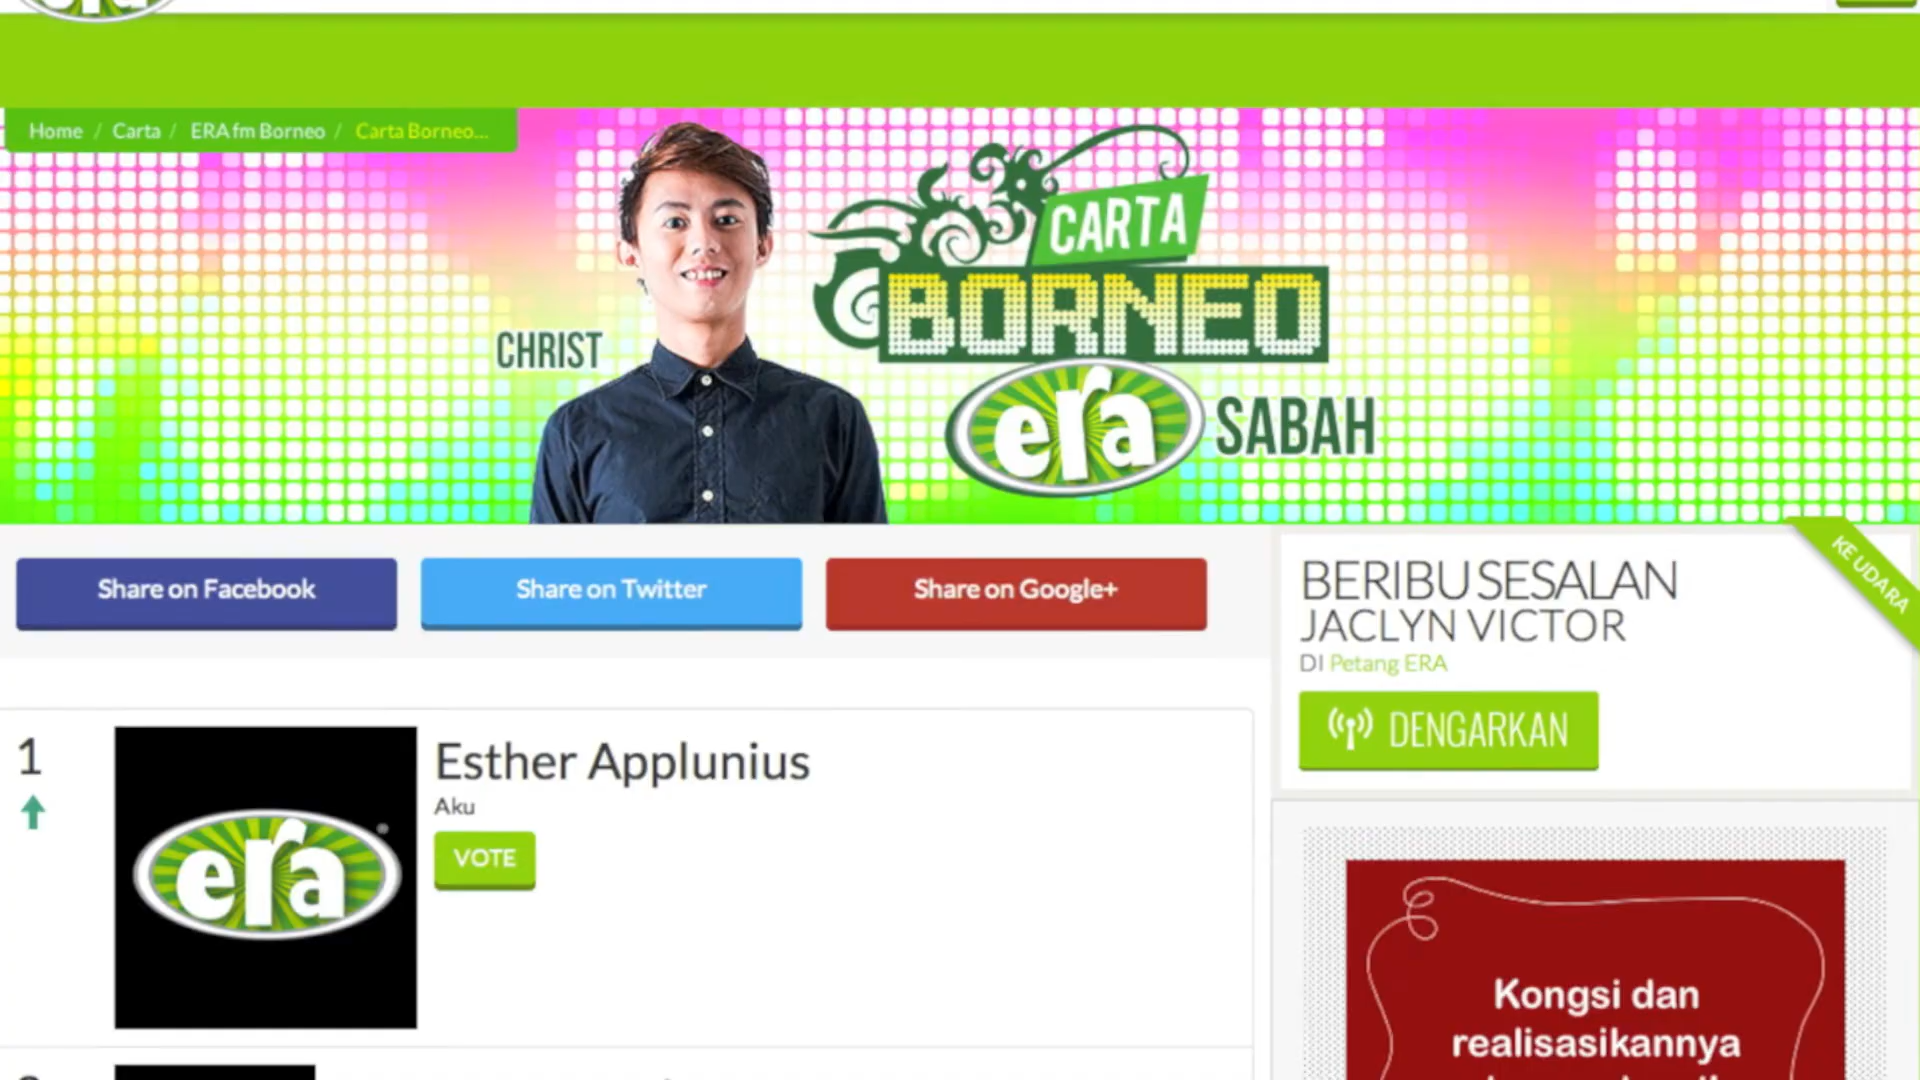 era
Home / Carta / ERA fm Borneo / Carta Borneo...
CARTA
BORNEO
CHRIST
era SABAH
Share on Facebook
Share on Twitter
Share on Google+
BERIBU SESALAN
JACLYN VICTOR
DI Petang ERA
KE UDARA
DENGARKAN
1
Esther Applunius
Aku
VOTE
era
Kongsi dan
realisasikannya